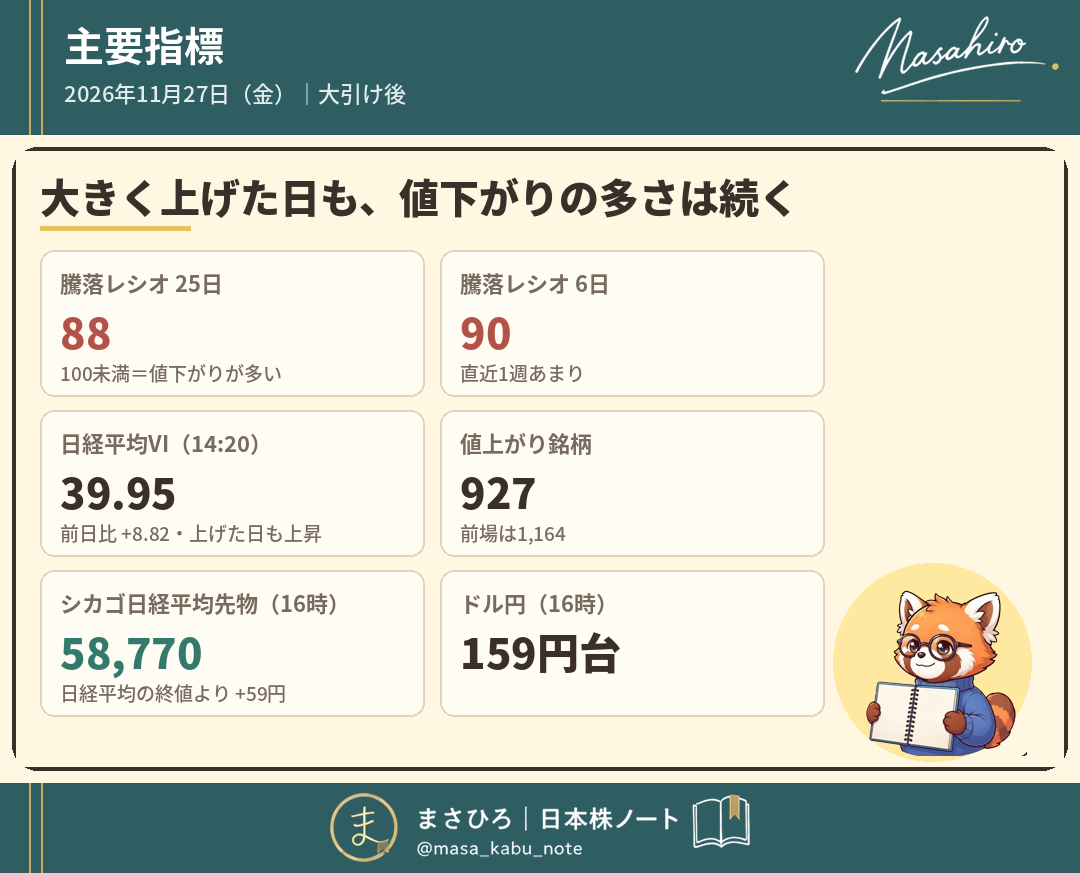 主要指標
2026年11月27日（金）｜大引け後
Masahiro
大きく上げた日も、値下がりの多さは続く
騰落レシオ 25日
88
100未満＝値下がりが多い
騰落レシオ 6日
90
直近1週あまり
日経平均VI（14:20）
39.95
前日比 +8.82・上げた日も上昇
値上がり銘柄
927
前場は1,164
シカゴ日経平均先物（16時）
58,770
日経平均の終値より +59円
ドル円（16時）
159円台
ま
まさひろ｜日本株ノート
@masa_kabu_note